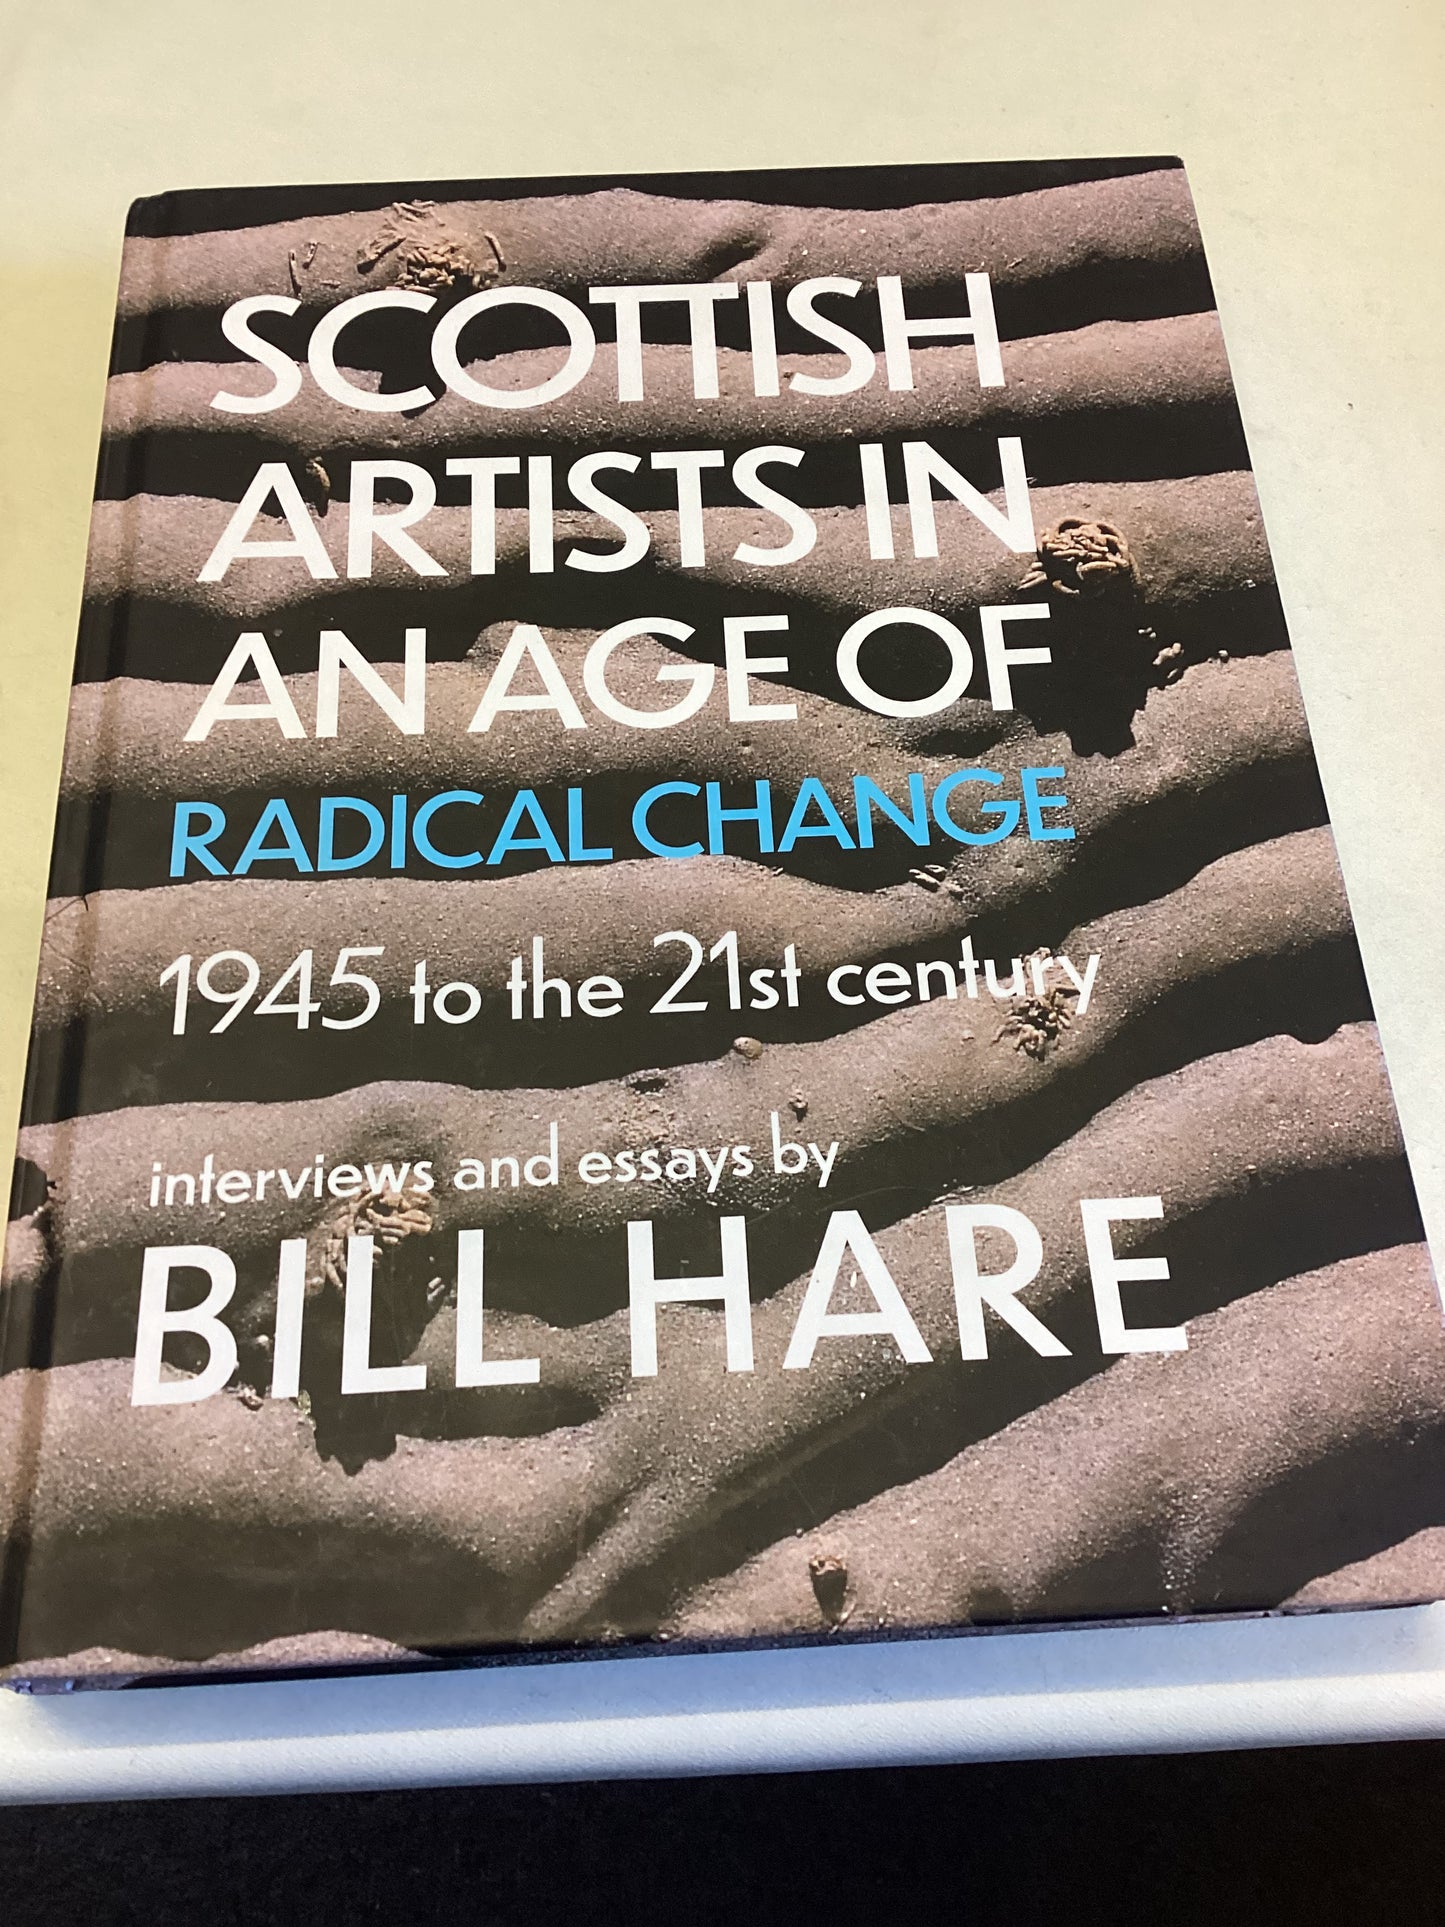 SCOTTISH
ARTISTS IN
AN AGE OF
RADICAL CHANGE
1945 to the 21st century
interviews and essays by
BILL HARE